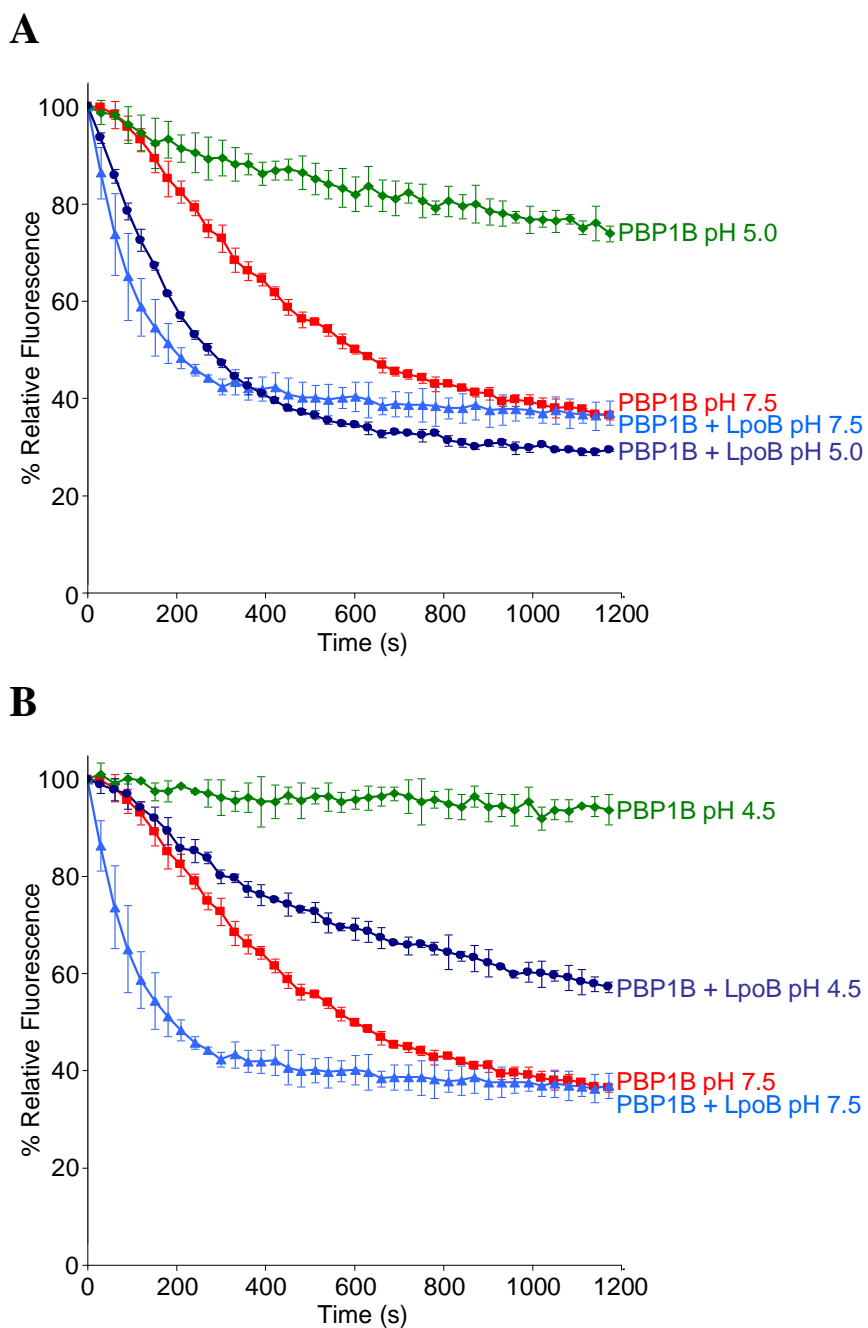 A
% Relative Fluorescence
100
80
60
40
20
0
PBP1B pH 5.0
PBP1B pH 7.5
PBP1B + LpoB pH 7.5
PBP1B + LpoB pH 5.0
0 200 400 600 800 1000 1200
Time (s)
B
% Relative Fluorescence
100
80
60
40
20
0
PBP1B pH 4.5
PBP1B + LpoB pH 4.5
PBP1B pH 7.5
PBP1B + LpoB pH 7.5
0 200 400 600 800 1000 1200
Time (s)